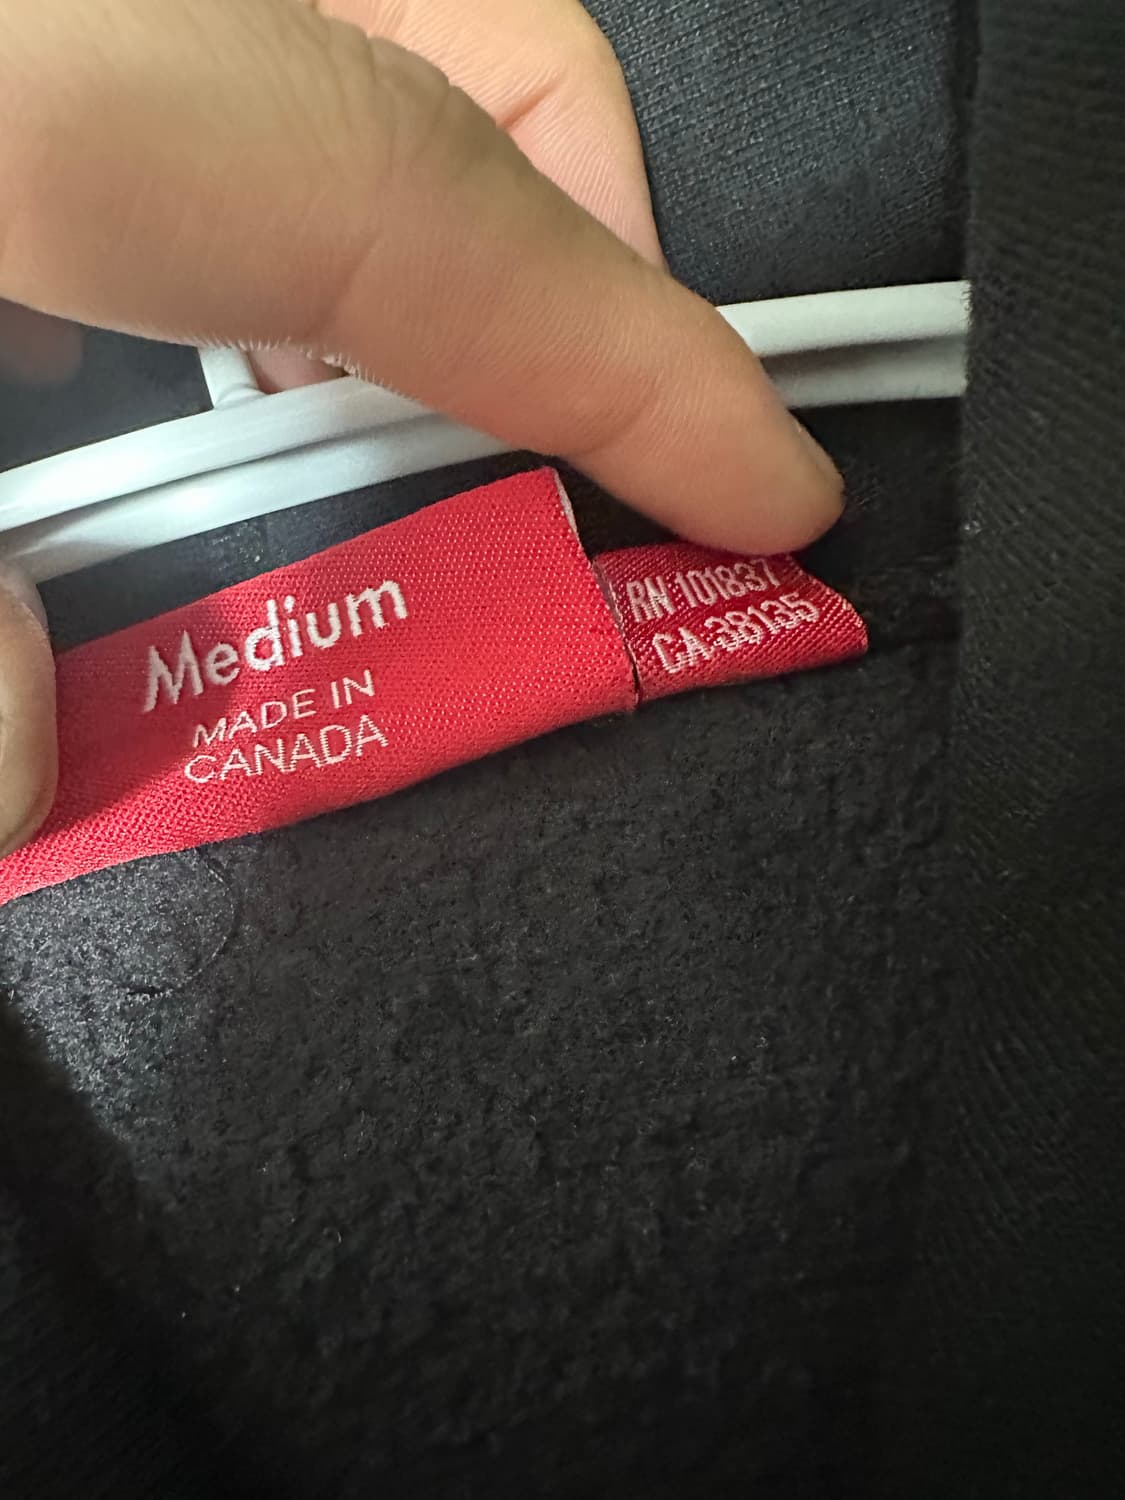 Medium
MADE IN
CANADA
RN 101837
CA 38135